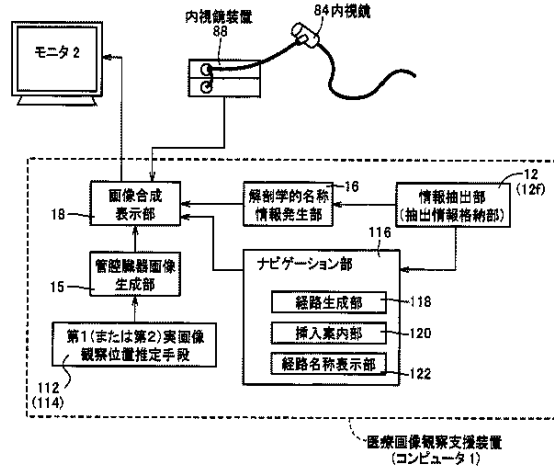 モニタ 2
内視鏡装置
88
84 内視鏡
画像合成
表示部
18
解剖学的名称
情報発生部
16
情報抽出部
(抽出情報格納部)
12
(12f)
管腔臓器画像
生成部
15
第1(または第2)実画像
観察位置推定手段
112
(114)
116
ナビゲーション部
経路生成部
118
挿入案内部
120
経路名称表示部
122
医療画像観察支援装置
(コンピュータ 1)